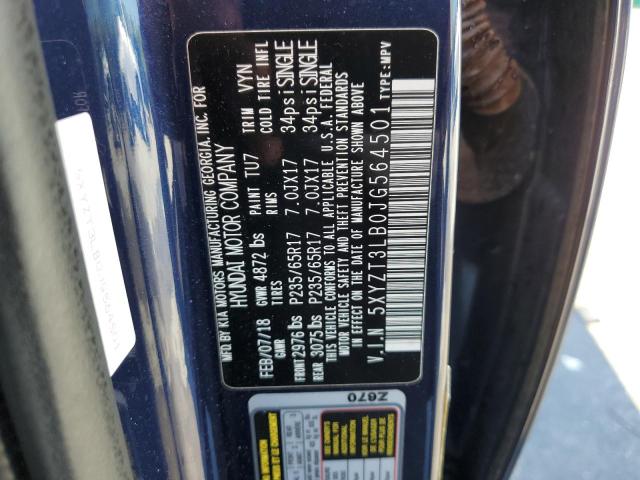 MFD BY KIA MOTORS MANUFACTURING GEORGIA, INC. FOR
HYUNDAI MOTOR COMPANY
FEB/07/18 PAINT TU7 TRIM VYN
GVWR 4872 lbs
GAWR TIRES RIMS COLD TIRE INFL
FRONT 2976 lbs P235/65R17 7.0JX17 34psi SINGLE
REAR 3075 lbs P235/65R17 7.0JX17 34psi SINGLE
THIS VEHICLE CONFORMS TO ALL APPLICABLE U.S.A. FEDERAL
MOTOR VEHICLE SAFETY AND THEFT PREVENTION STANDARDS
IN EFFECT ON THE DATE OF MANUFACTURE SHOWN ABOVE
V.I.N 5XYZT3LB0JG564501 TYPE:MPV
Z670